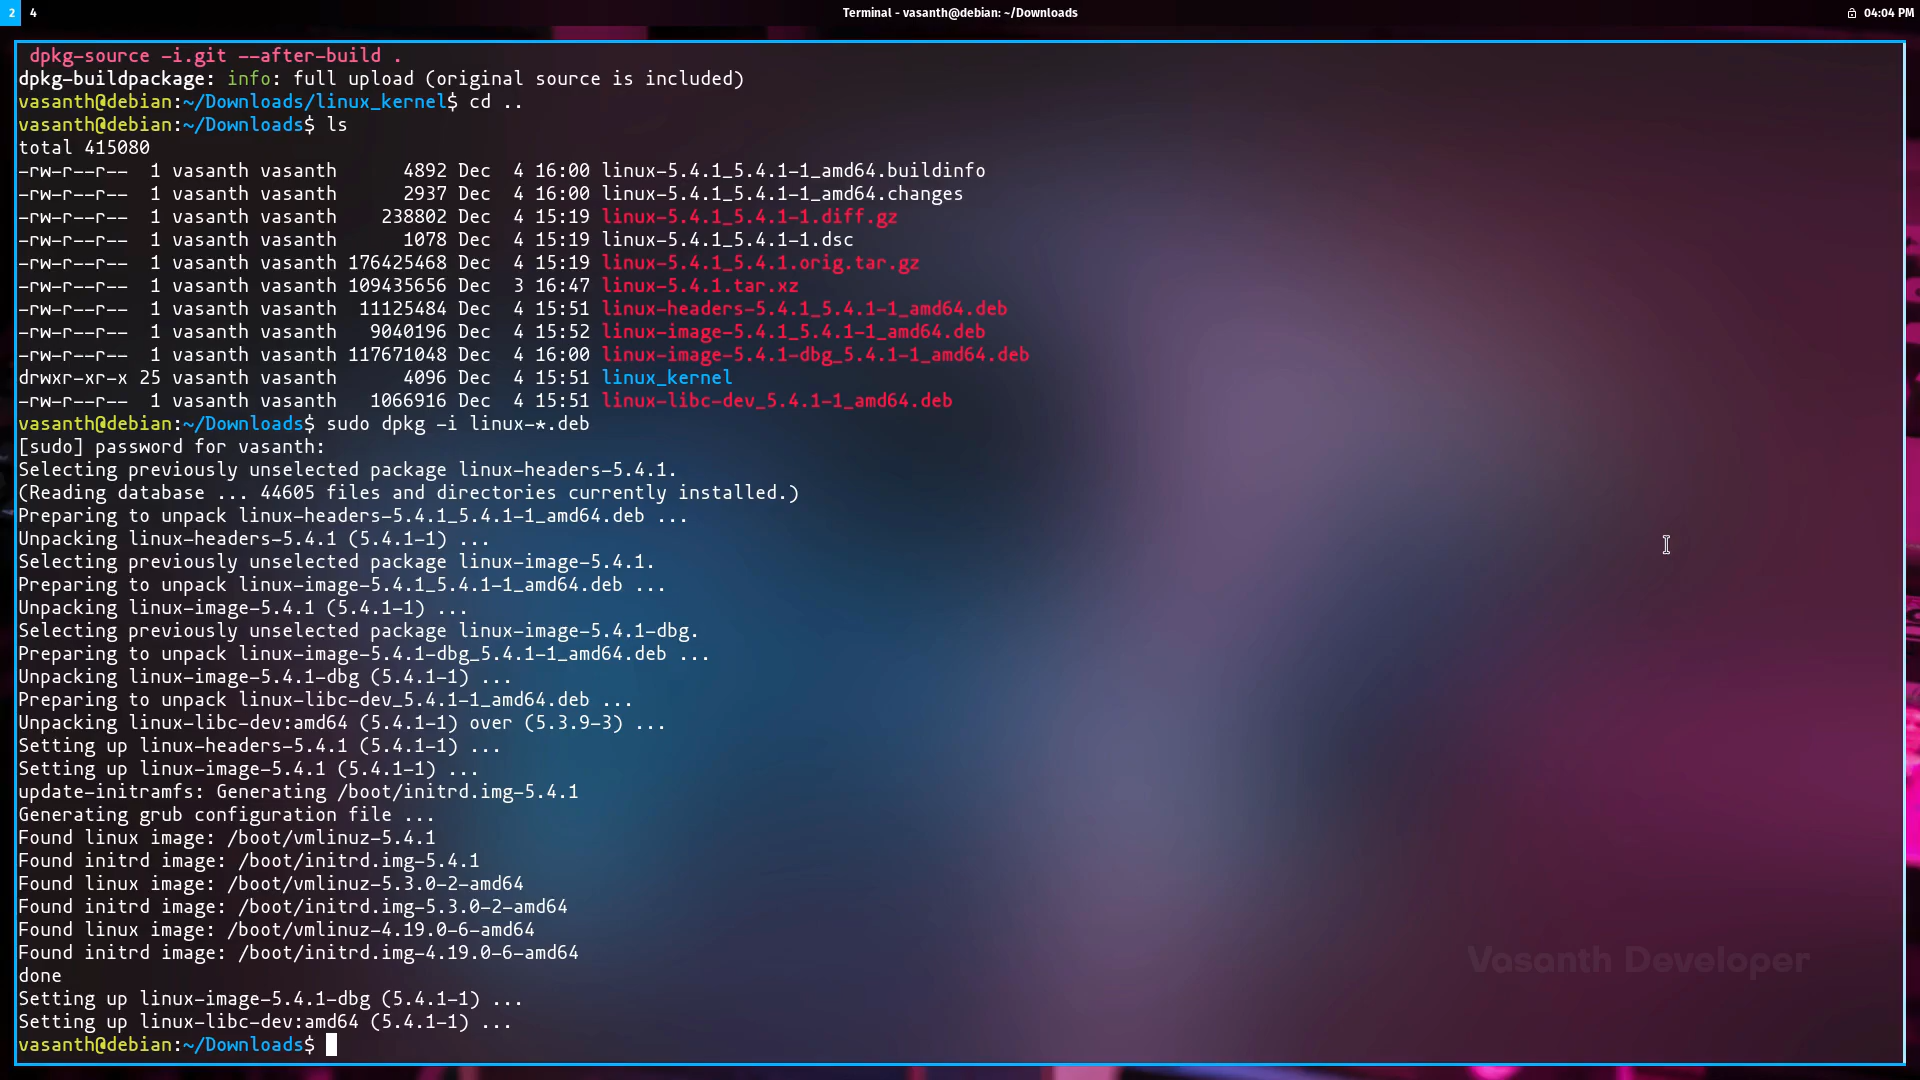 2 4 Terminal - vasanth@debian: ~/Downloads 04:04 PM
dpkg-source -i.git --after-build .
dpkg-buildpackage: info: full upload (original source is included)
vasanth@debian:~/Downloads/linux_kernel$ cd ..
vasanth@debian:~/Downloads$ ls
total 415080
-rw-r--r--  1 vasanth vasanth      4892 Dec  4 16:00 linux-5.4.1_5.4.1-1_amd64.buildinfo
-rw-r--r--  1 vasanth vasanth      2937 Dec  4 16:00 linux-5.4.1_5.4.1-1_amd64.changes
-rw-r--r--  1 vasanth vasanth    238802 Dec  4 15:19 linux-5.4.1_5.4.1-1.diff.gz
-rw-r--r--  1 vasanth vasanth      1078 Dec  4 15:19 linux-5.4.1_5.4.1-1.dsc
-rw-r--r--  1 vasanth vasanth 176425468 Dec  4 15:19 linux-5.4.1_5.4.1.orig.tar.gz
-rw-r--r--  1 vasanth vasanth 109435656 Dec  3 16:47 linux-5.4.1.tar.xz
-rw-r--r--  1 vasanth vasanth  11125484 Dec  4 15:51 linux-headers-5.4.1_5.4.1-1_amd64.deb
-rw-r--r--  1 vasanth vasanth   9040196 Dec  4 15:52 linux-image-5.4.1_5.4.1-1_amd64.deb
-rw-r--r--  1 vasanth vasanth 117671048 Dec  4 16:00 linux-image-5.4.1-dbg_5.4.1-1_amd64.deb
drwxr-xr-x 25 vasanth vasanth      4096 Dec  4 15:51 linux_kernel
-rw-r--r--  1 vasanth vasanth   1066916 Dec  4 15:51 linux-libc-dev_5.4.1-1_amd64.deb
vasanth@debian:~/Downloads$ sudo dpkg -i linux-*.deb
[sudo] password for vasanth:
Selecting previously unselected package linux-headers-5.4.1.
(Reading database ... 44605 files and directories currently installed.)
Preparing to unpack linux-headers-5.4.1_5.4.1-1_amd64.deb ...
Unpacking linux-headers-5.4.1 (5.4.1-1) ...
Selecting previously unselected package linux-image-5.4.1.
Preparing to unpack linux-image-5.4.1_5.4.1-1_amd64.deb ...
Unpacking linux-image-5.4.1 (5.4.1-1) ...
Selecting previously unselected package linux-image-5.4.1-dbg.
Preparing to unpack linux-image-5.4.1-dbg_5.4.1-1_amd64.deb ...
Unpacking linux-image-5.4.1-dbg (5.4.1-1) ...
Preparing to unpack linux-libc-dev_5.4.1-1_amd64.deb ...
Unpacking linux-libc-dev:amd64 (5.4.1-1) over (5.3.9-3) ...
Setting up linux-headers-5.4.1 (5.4.1-1) ...
Setting up linux-image-5.4.1 (5.4.1-1) ...
update-initramfs: Generating /boot/initrd.img-5.4.1
Generating grub configuration file ...
Found linux image: /boot/vmlinuz-5.4.1
Found initrd image: /boot/initrd.img-5.4.1
Found linux image: /boot/vmlinuz-5.3.0-2-amd64
Found initrd image: /boot/initrd.img-5.3.0-2-amd64
Found linux image: /boot/vmlinuz-4.19.0-6-amd64
Found initrd image: /boot/initrd.img-4.19.0-6-amd64
Vasanth Developer
done
Setting up linux-image-5.4.1-dbg (5.4.1-1) ...
Setting up linux-libc-dev:amd64 (5.4.1-1) ...
vasanth@debian:~/Downloads$